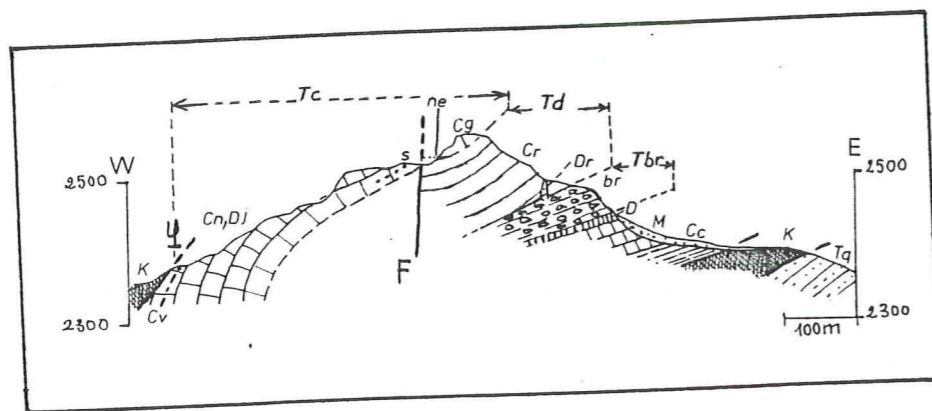 Tc
ne
Cg
Td
W
S
Cr
Dr
Tbr
E
2500
br
2500
Cn,Dj
D
M
Cc
K
Tq
K
F
Cv
2300
2300
100m